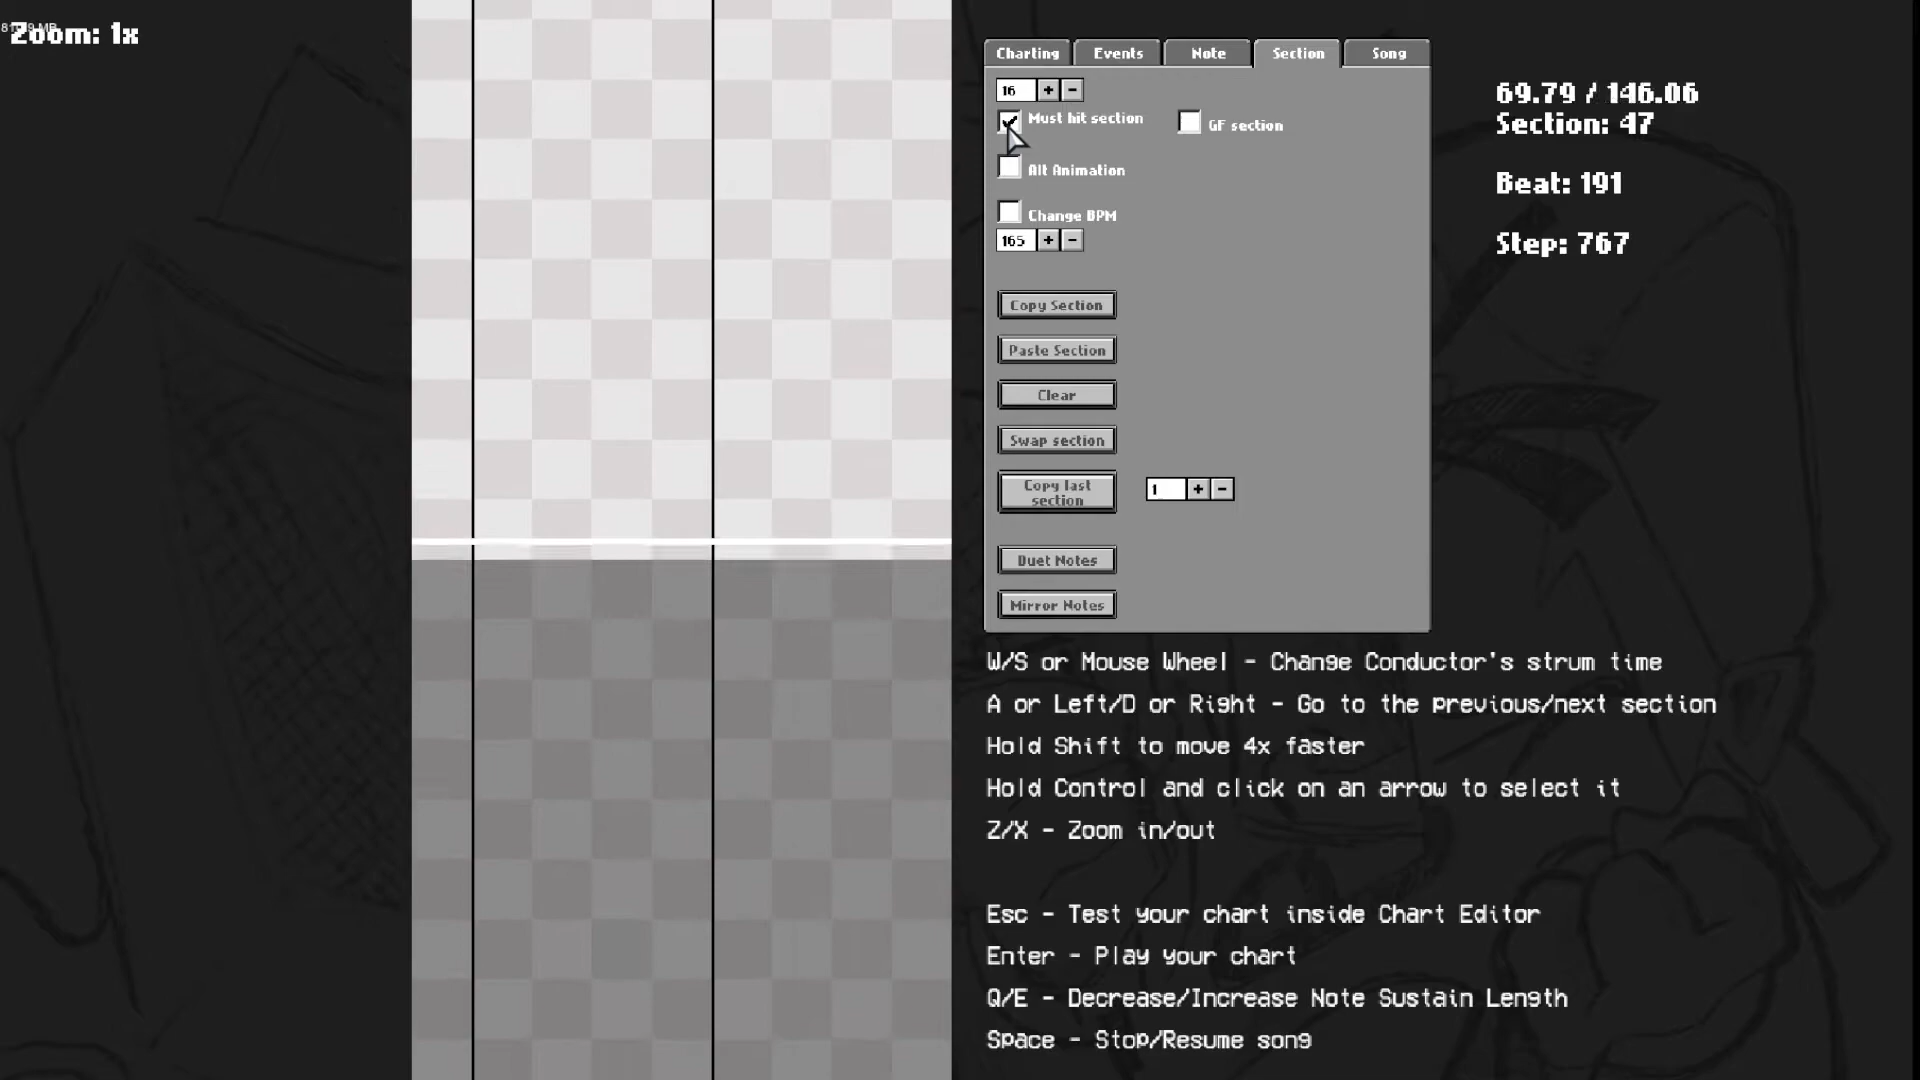 Zoom: 1x
Charting Events Note Section Song
16 + -
Must hit section GF section
Alt Animation
Change BPM
165 + -
Copy Section
Paste Section
Clear
Swap section
Copy last
section
1 + -
Duet Notes
Mirror Notes
69.79 / 146.06
Section: 47
Beat: 191
Step: 767
W/S or Mouse Wheel - Change Conductor's strum time
A or Left/D or Right - Go to the previous/next section
Hold Shift to move 4x faster
Hold Control and click on an arrow to select it
Z/X - Zoom in/out
Esc - Test your chart inside Chart Editor
Enter - Play your chart
Q/E - Decrease/Increase Note Sustain Length
Space - Stop/Resume song